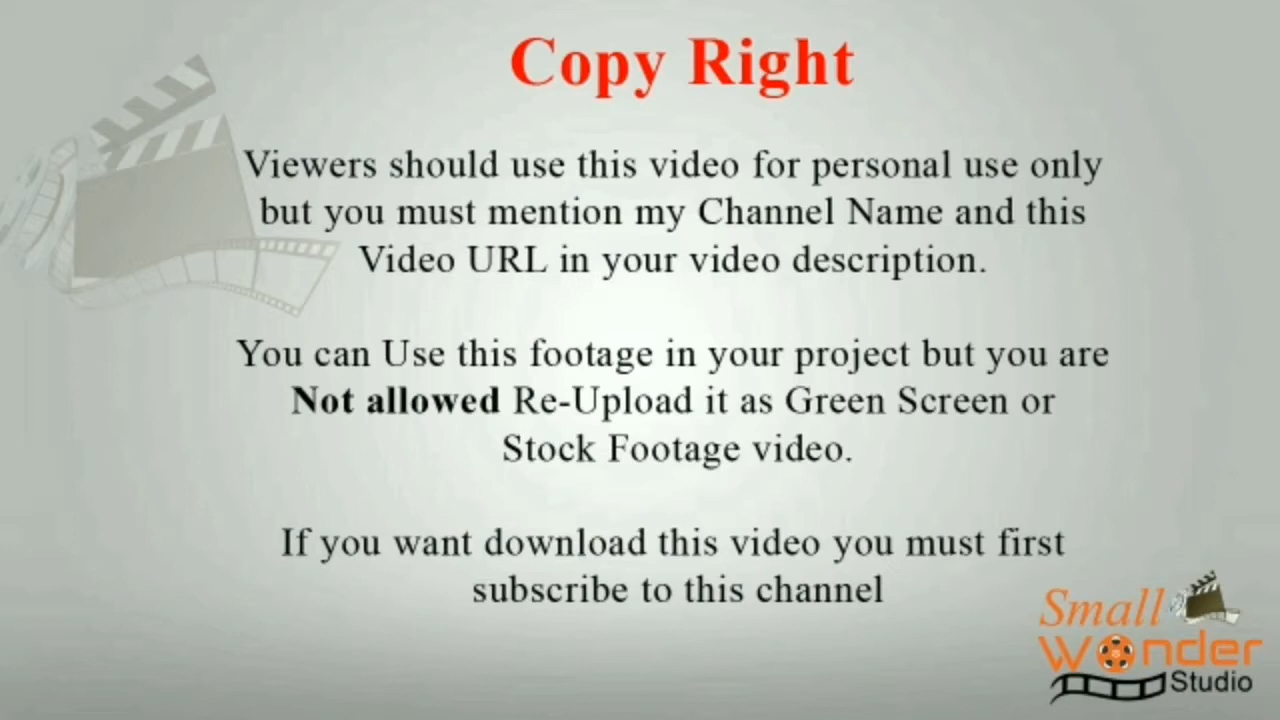 Copy Right
Viewers should use this video for personal use only
but you must mention my Channel Name and this
Video URL in your video description.
You can Use this footage in your project but you are
Not allowed Re-Upload it as Green Screen or
Stock Footage video.
If you want download this video you must first
subscribe to this channel
Small
Wonder
Studio